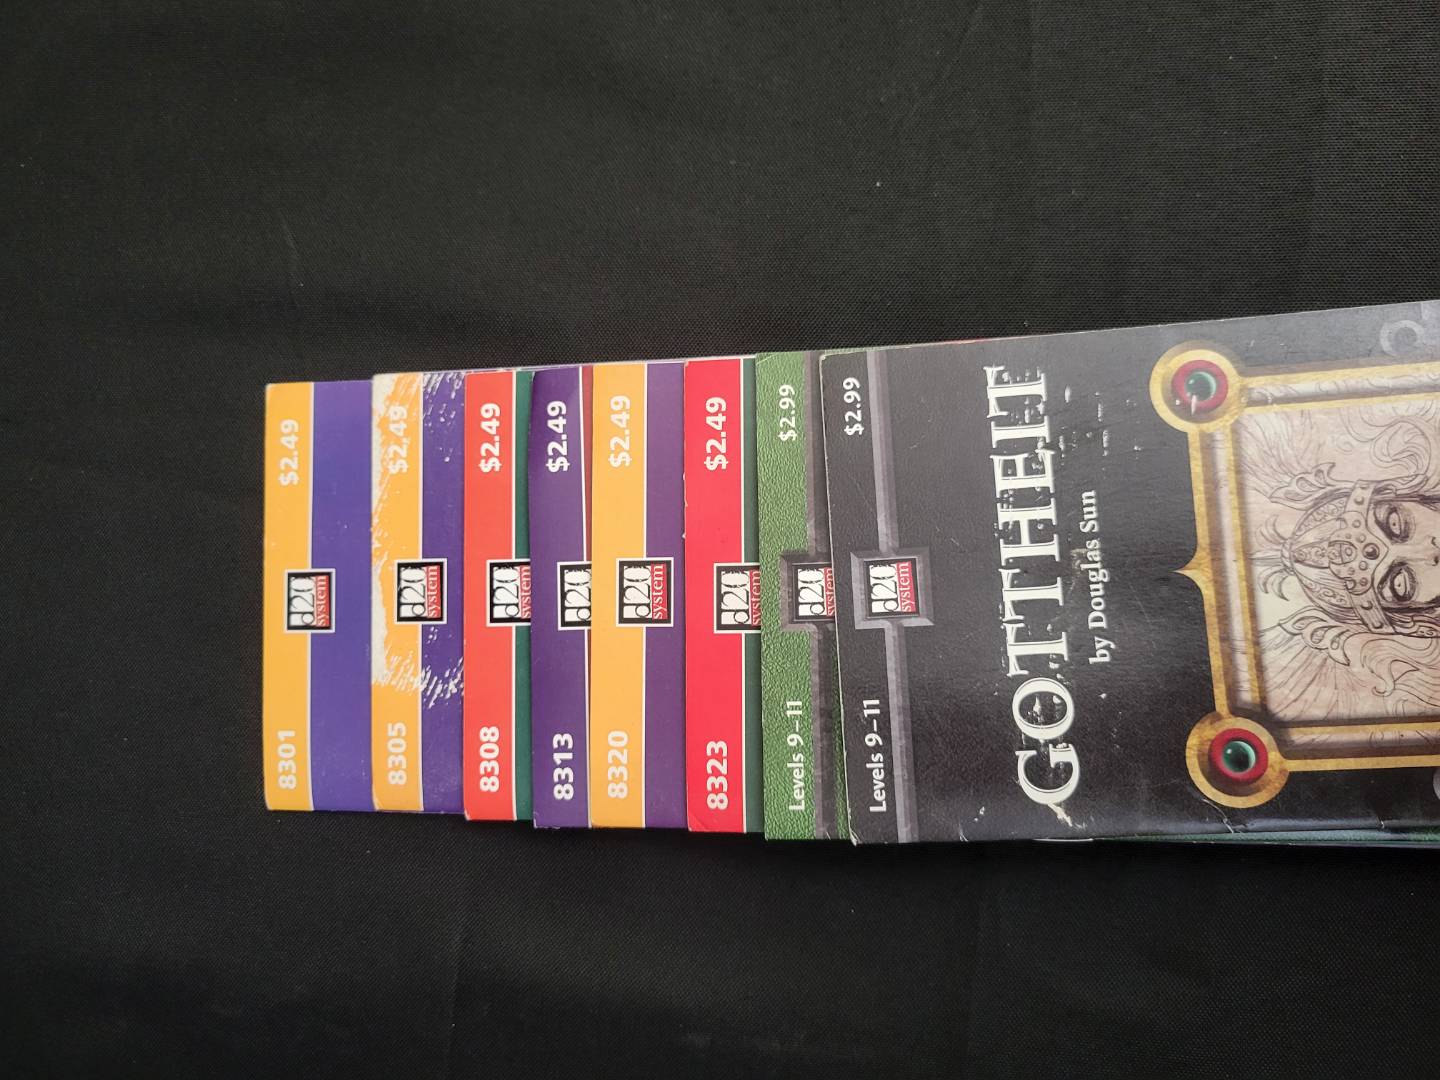 8301 $2.49
d20
system
8305 $2.49
d20
system
8308 $2.49
d20
system
8313 $2.49
d20
8320 $2.49
d20
system
8323 $2.49
d20
system
Levels 9–11 $2.99
d20
system
Levels 9–11 $2.99
d20
system
GOTTHEIT
by Douglas Sun